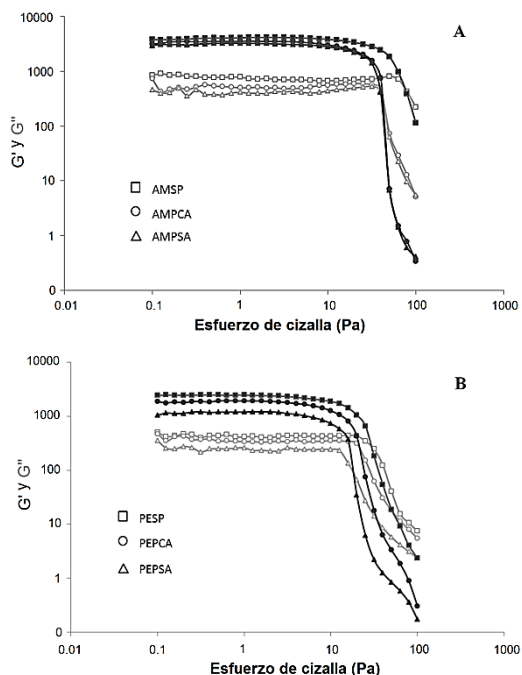 A
10000
1000
100
10
1
0
G' y G''
AMSP
AMPCA
AMPSA
0.01 0.1 1 10 100 1000
Esfuerzo de cizalla (Pa)
B
10000
1000
100
10
1
0
G' y G''
PESP
PEPCA
PEPSA
0.01 0.1 1 10 100 1000
Esfuerzo de cizalla (Pa)